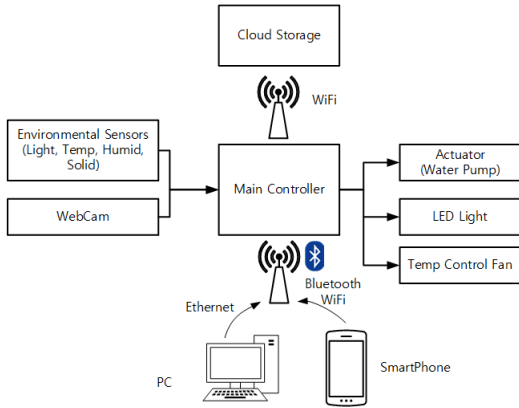 Cloud Storage
WiFi
Environmental Sensors
(Light, Temp, Humid,
Solid)
WebCam
Main Controller
Actuator
(Water Pump)
LED Light
Temp Control Fan
Bluetooth
WiFi
Ethernet
PC
SmartPhone